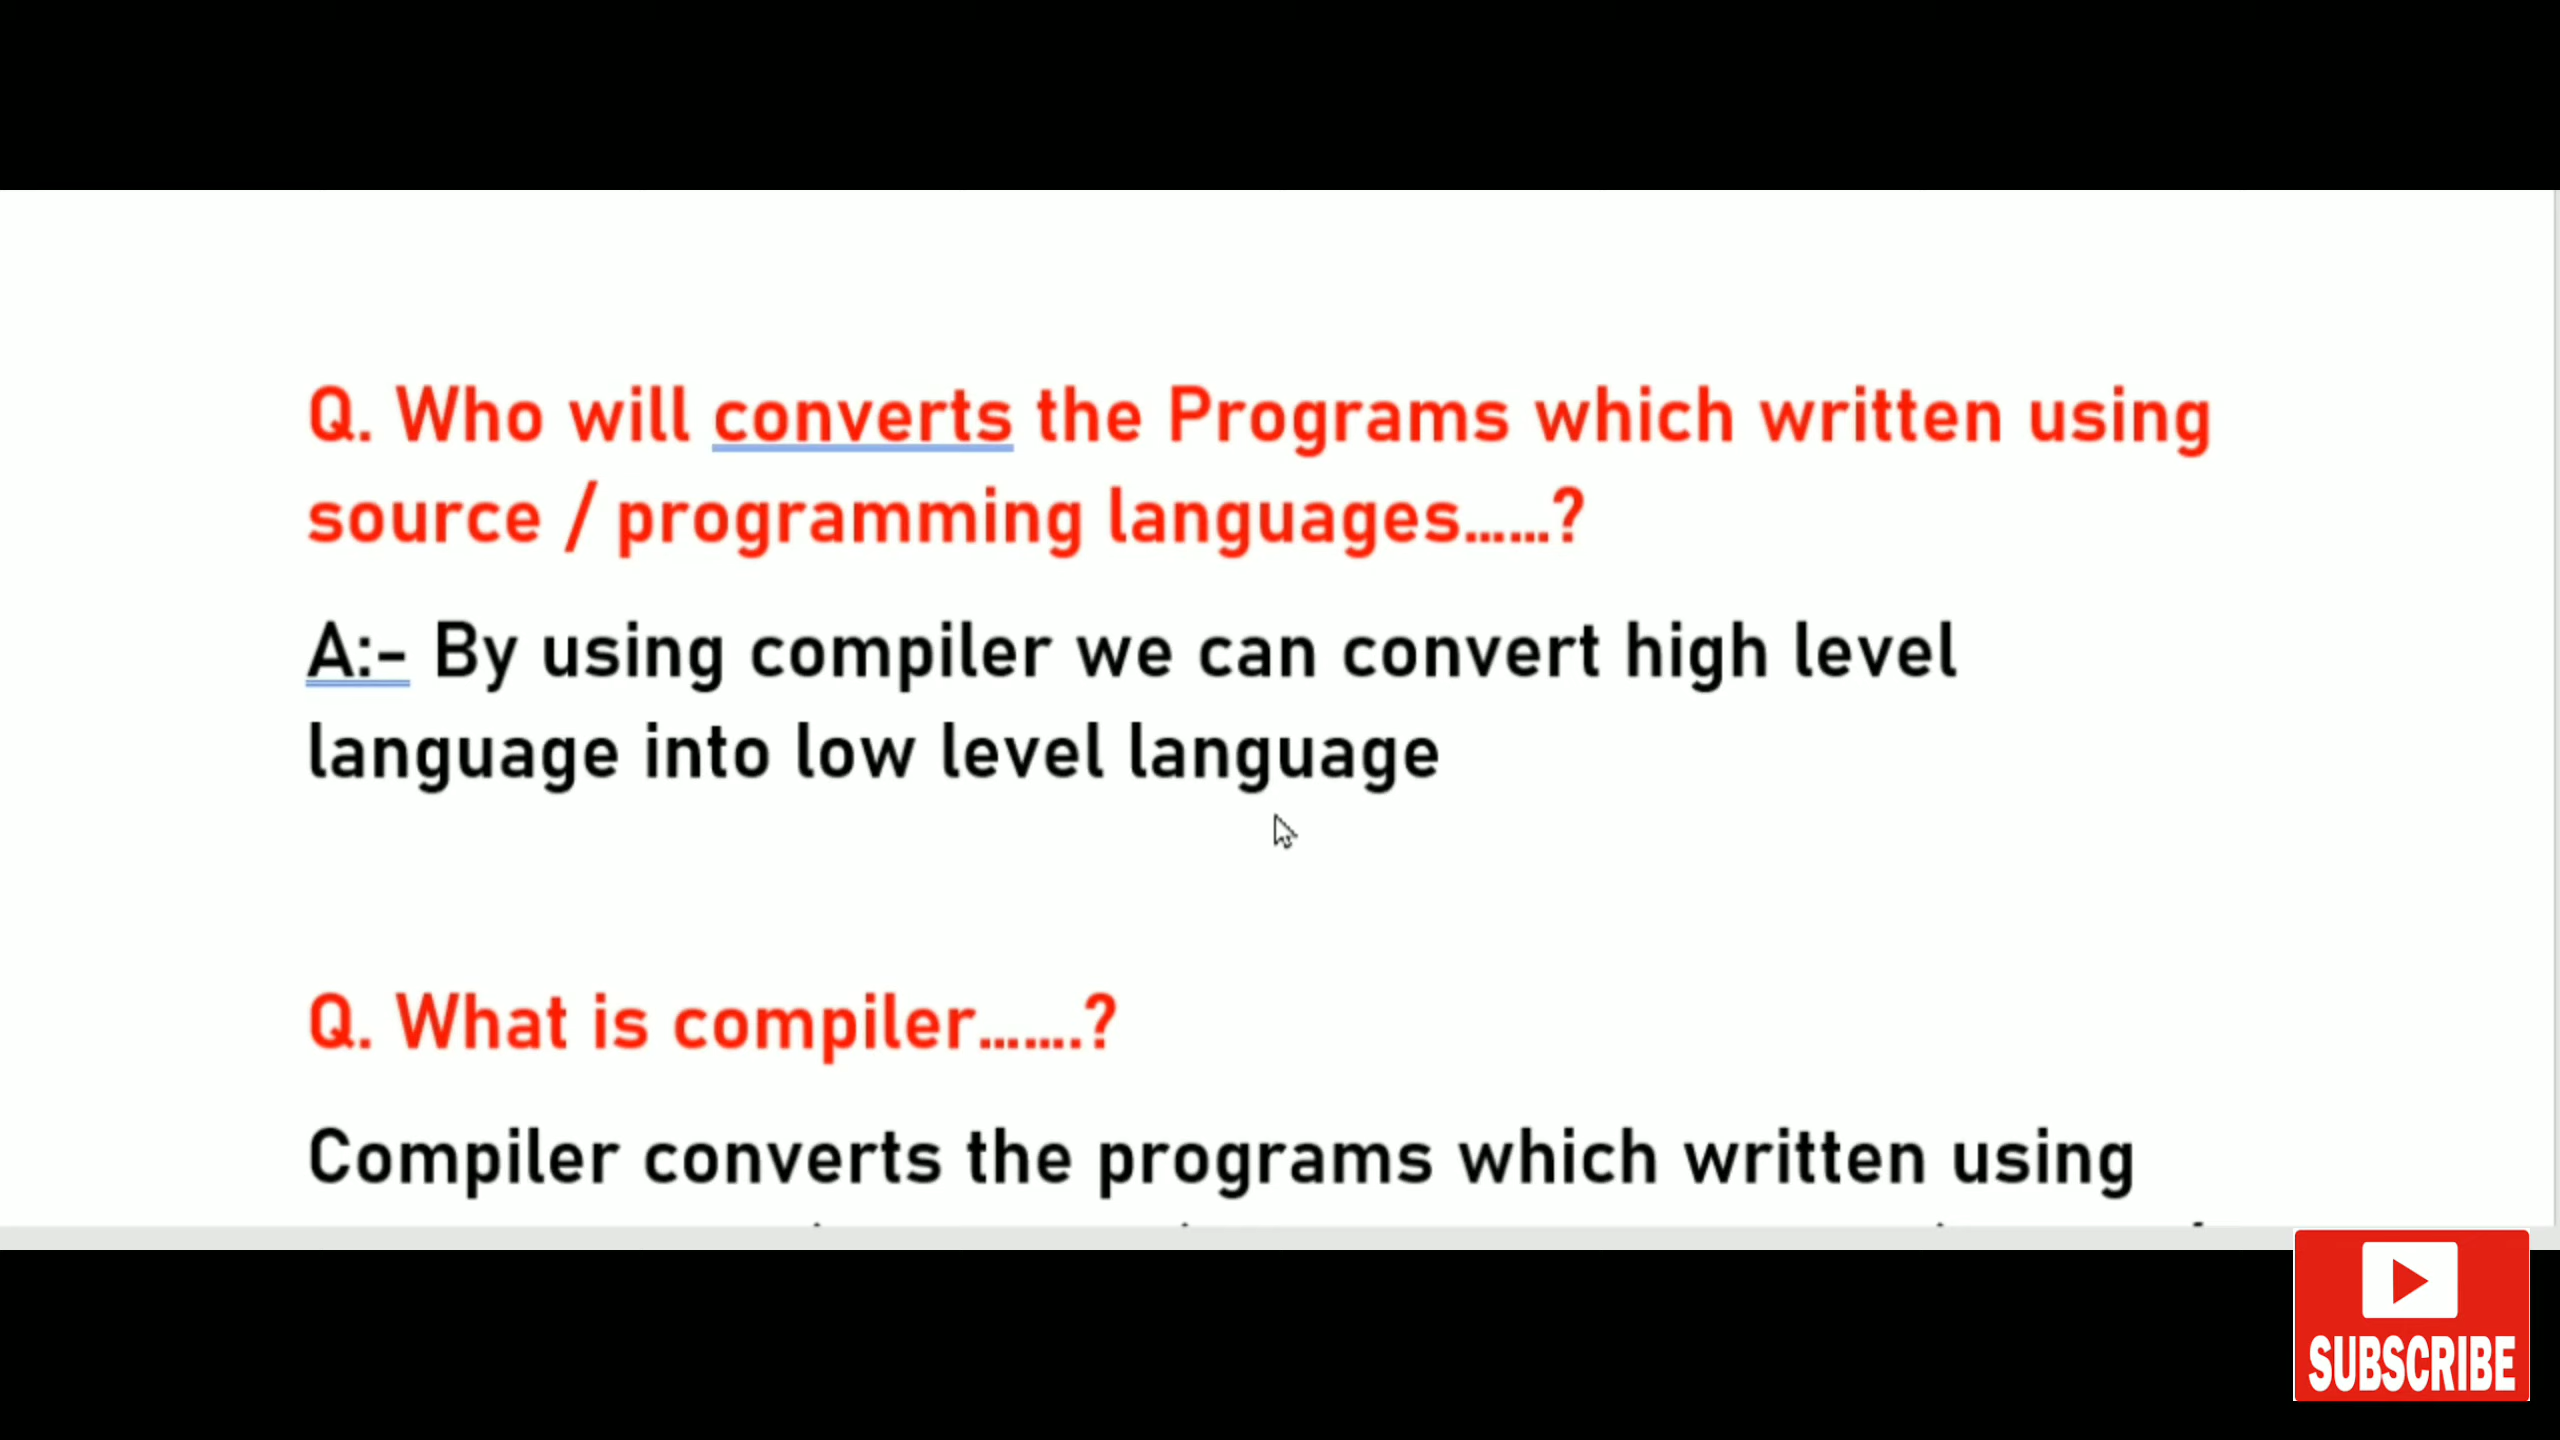 Q. Who will converts the Programs which written using
source / programming languages......?
A:- By using compiler we can convert high level
language into low level language
Q. What is compiler.......?
Compiler converts the programs which written using
SUBSCRIBE